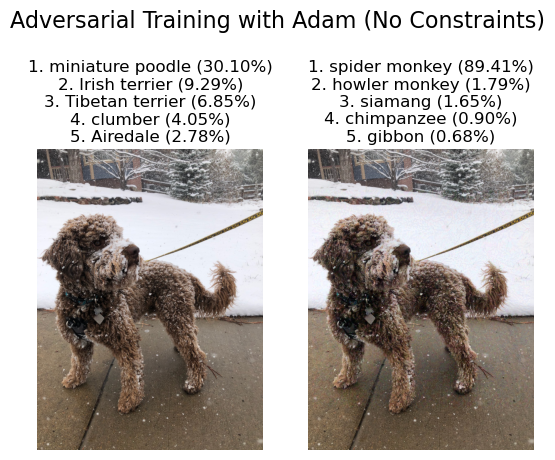 Adversarial Training with Adam (No Constraints)
1. miniature poodle (30.10%)
2. Irish terrier (9.29%)
3. Tibetan terrier (6.85%)
4. clumber (4.05%)
5. Airedale (2.78%)
1. spider monkey (89.41%)
2. howler monkey (1.79%)
3. siamang (1.65%)
4. chimpanzee (0.90%)
5. gibbon (0.68%)